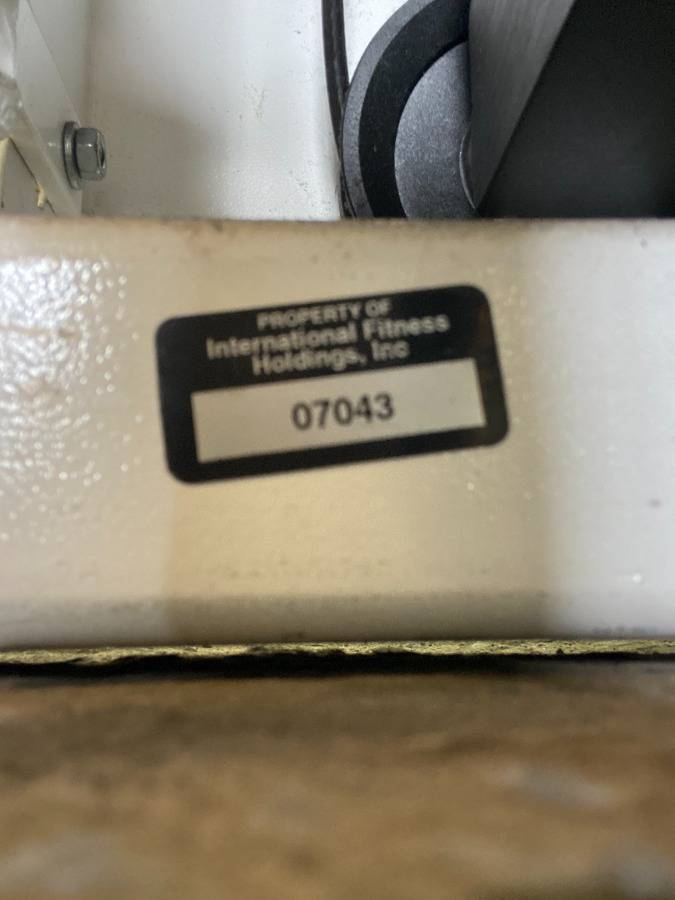 PROPERTY OF
International Fitness
Holdings, Inc
07043